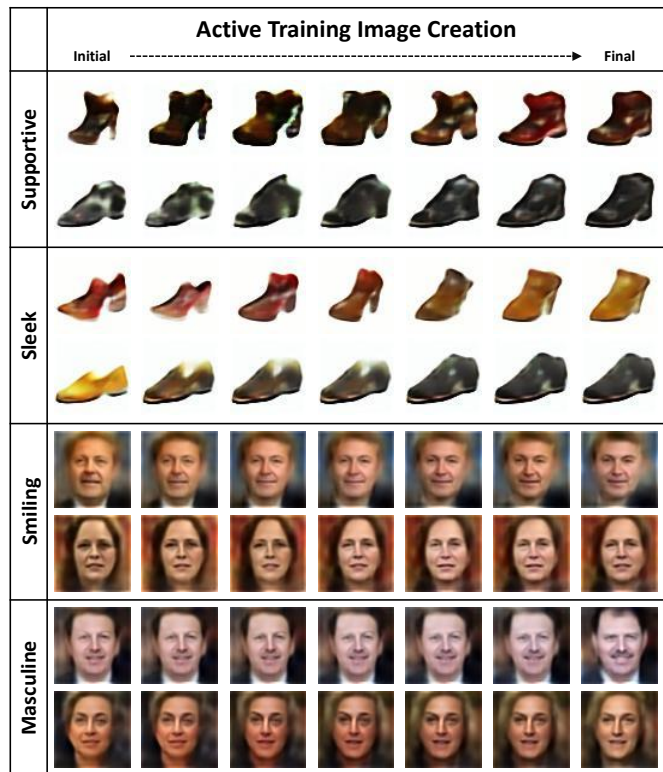 Active Training Image Creation
Initial
Final
Supportive
Sleek
Smiling
Masculine